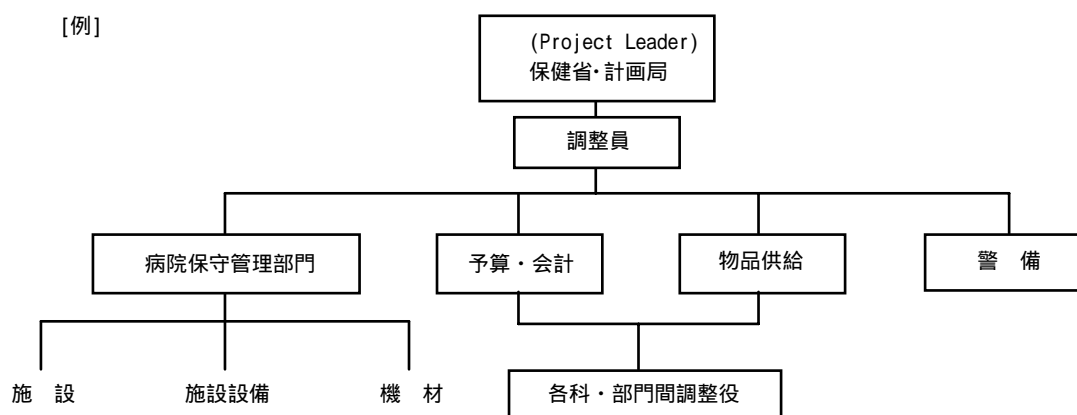 [例]
(Project Leader)
保健省・計画局
調整員
病院保守管理部門
予算・会計
物品供給
警 備
施 設
施設設備
機 材
各科・部門間調整役